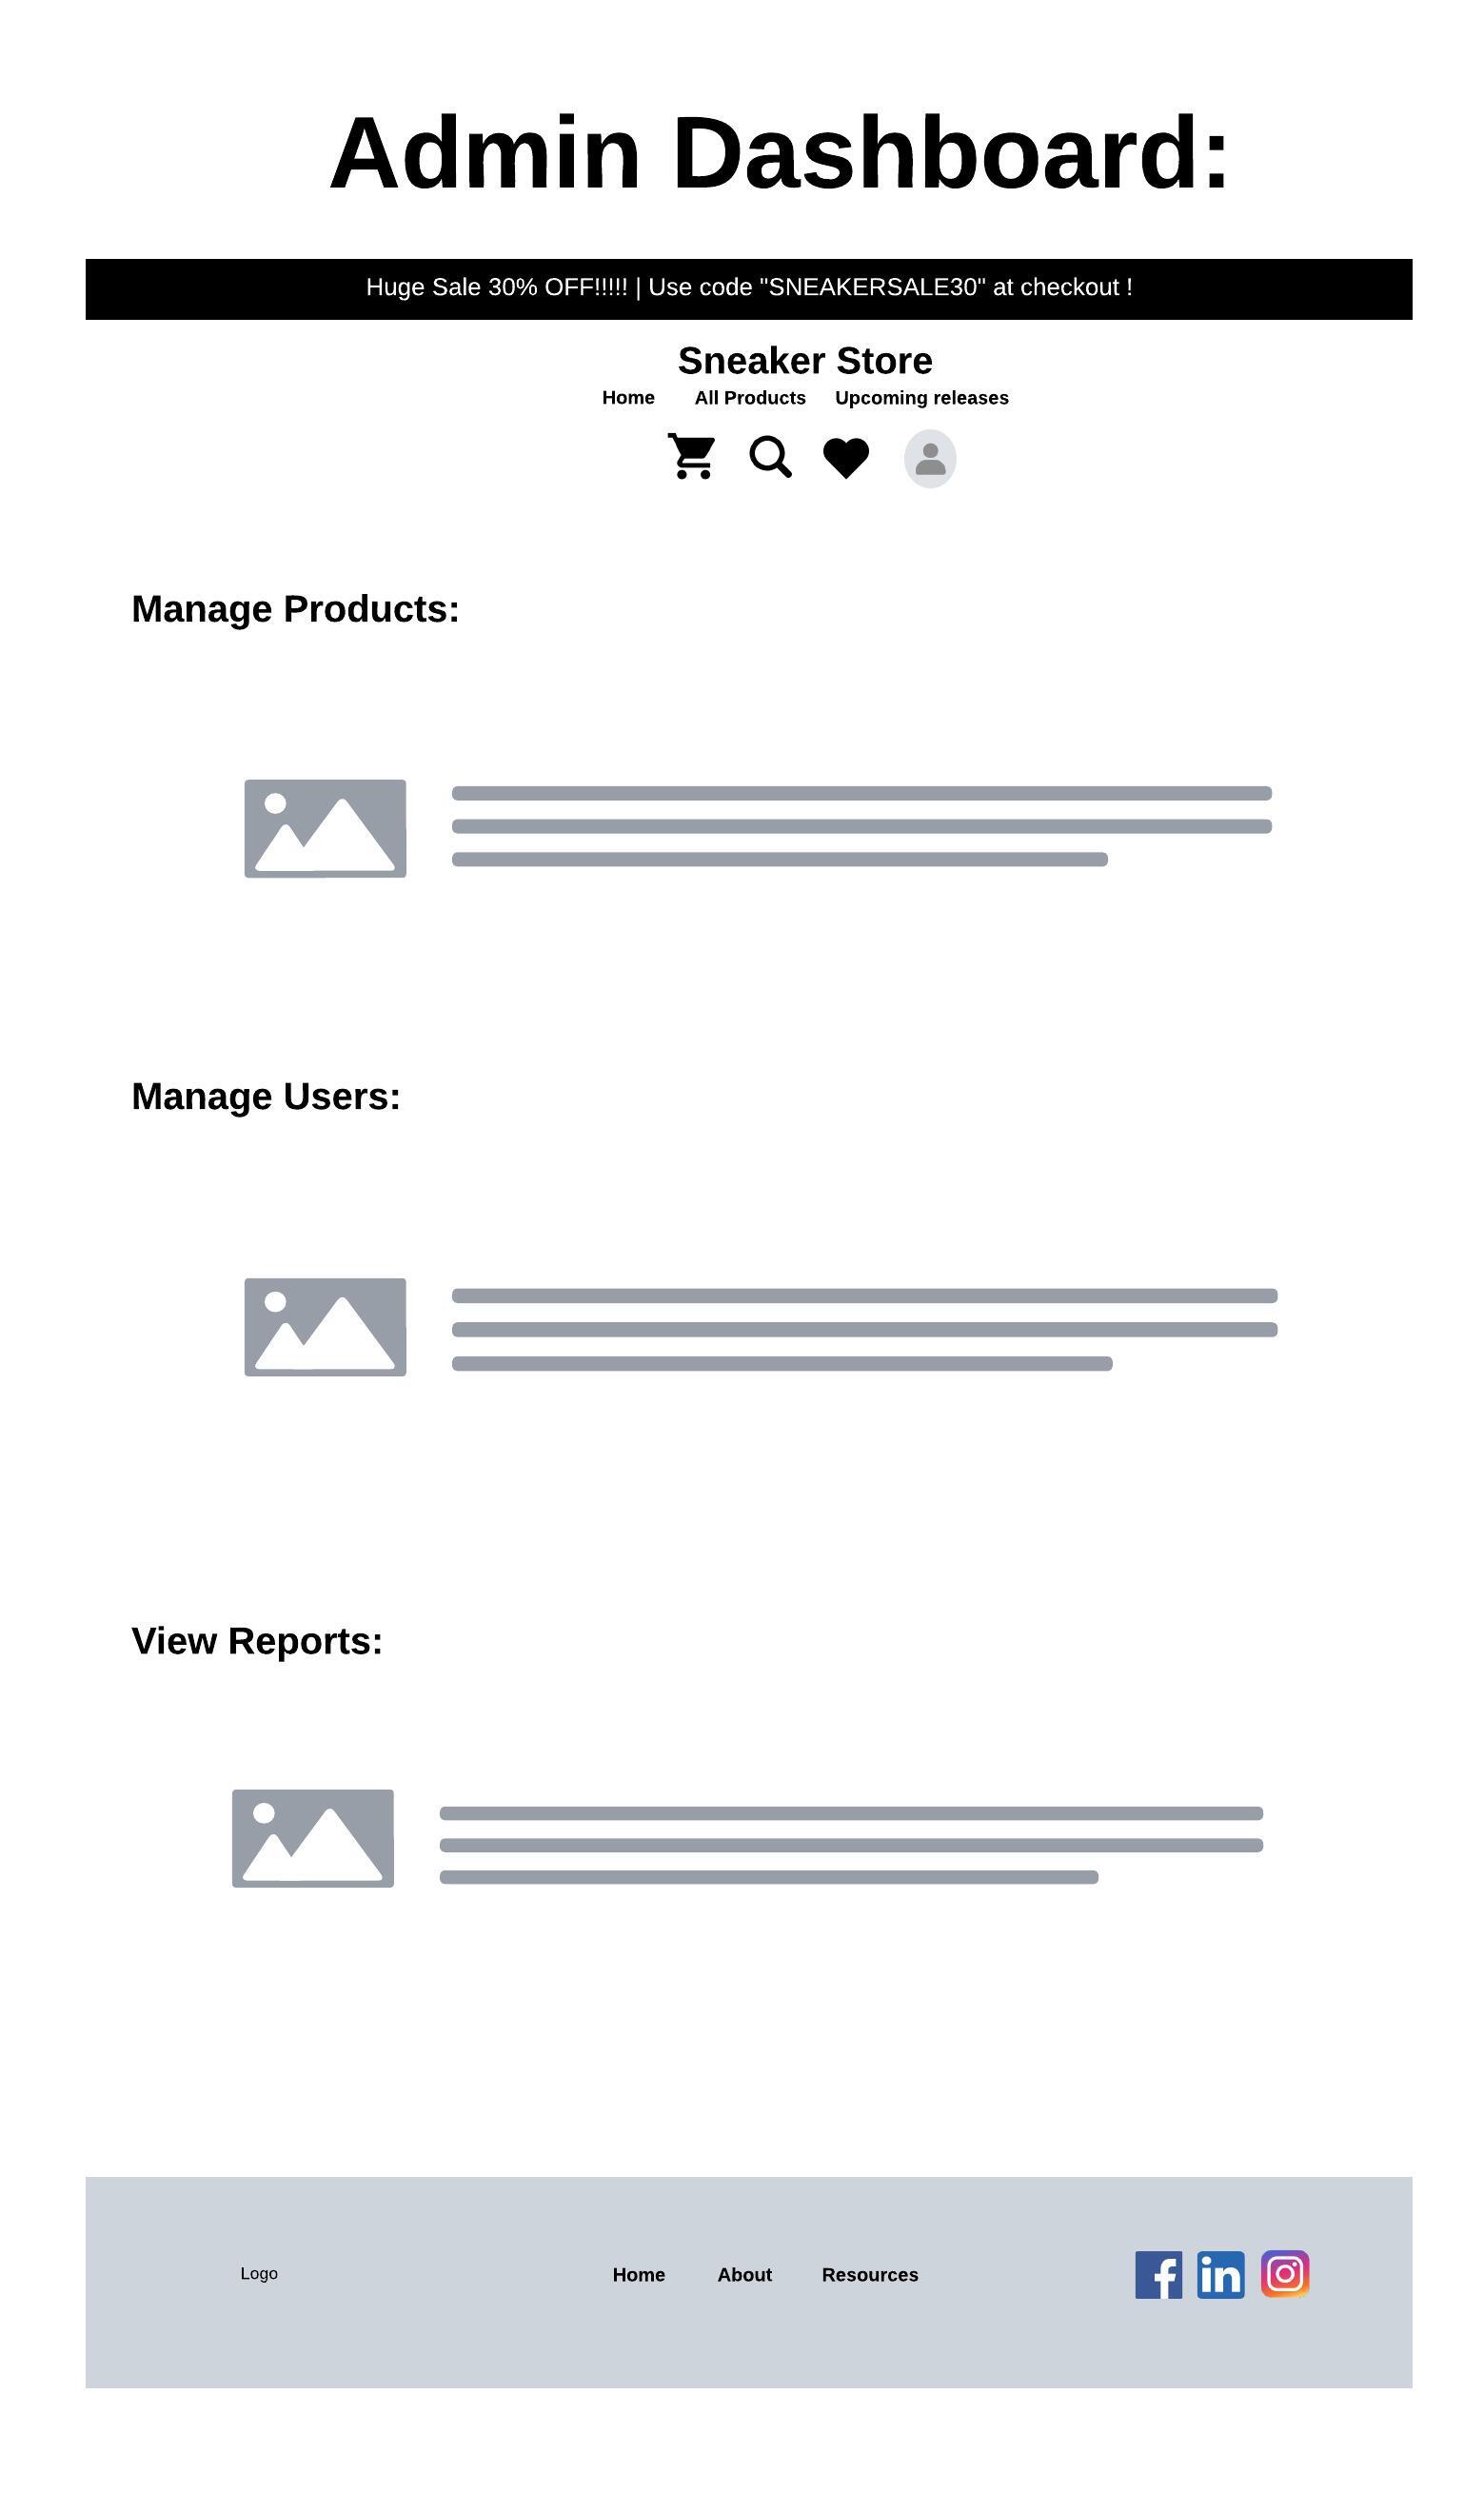 Admin Dashboard:
Huge Sale 30% OFF!!!!! | Use code "SNEAKERSALE30" at checkout !
Sneaker Store
Home All Products Upcoming releases
Manage Products:
Manage Users:
View Reports:
Logo Home About Resources